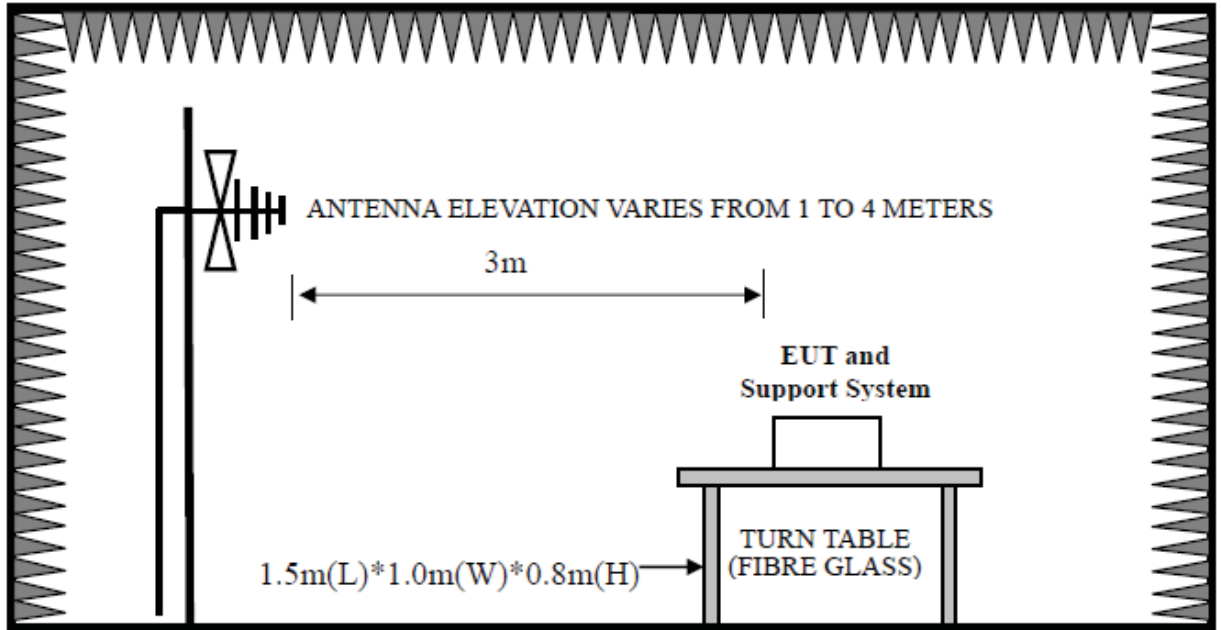 ANTENNA ELEVATION VARIES FROM 1 TO 4 METERS
3m
EUT and
Support System
TURN TABLE
(FIBRE GLASS)
1.5m(L)*1.0m(W)*0.8m(H)